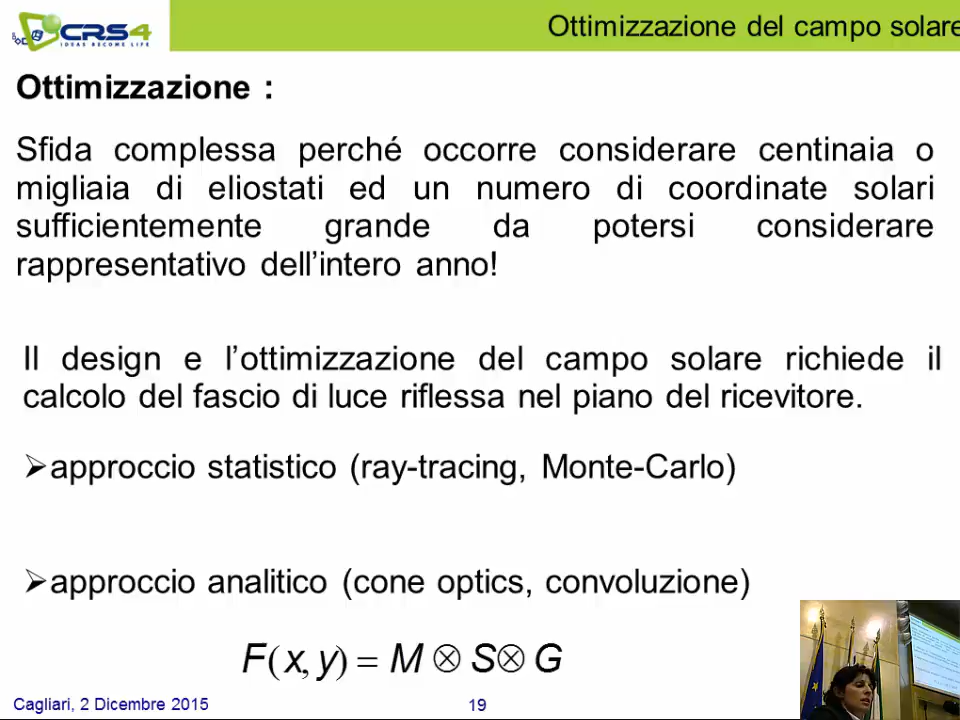 CRS4
IDEAS BECOME LIFE
Ottimizzazione del campo solare
Ottimizzazione :
Sfida complessa perché occorre considerare centinaia o
migliaia di eliostati ed un numero di coordinate solari
sufficientemente grande da potersi considerare
rappresentativo dell’intero anno!
Il design e l’ottimizzazione del campo solare richiede il
calcolo del fascio di luce riflessa nel piano del ricevitore.
➢approccio statistico (ray-tracing, Monte-Carlo)
➢approccio analitico (cone optics, convoluzione)
F(x,y) = M ⊗ S⊗ G
Cagliari, 2 Dicembre 2015
19